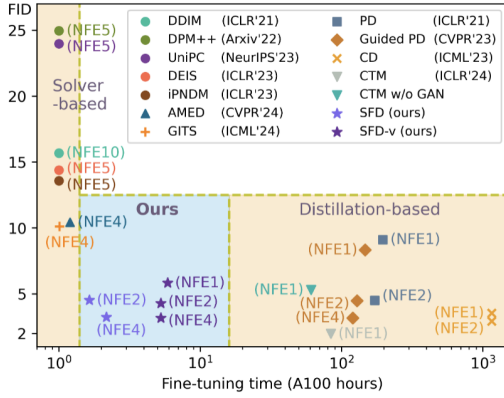 FID
25
20
15
10
5
2
(NFE5)
(NFE5)
Solver
-based
(NFE10)
(NFE5)
(NFE5)
(NFE4)
(NFE4)
DDIM (ICLR'21)
DPM++ (Arxiv'22)
UniPC (NeurIPS'23)
DEIS (ICLR'23)
iPNDM (ICLR'23)
AMED (CVPR'24)
GITS (ICML'24)
PD (ICLR'21)
Guided PD (CVPR'23)
CD (ICML'23)
CTM (ICLR'24)
CTM w/o GAN
SFD (ours)
SFD-v (ours)
Ours
(NFE1)
(NFE2)
(NFE2)
(NFE4)
(NFE4)
Distillation-based
(NFE1)
(NFE1)
(NFE2)
(NFE2)
(NFE4)
(NFE1)
(NFE1)
(NFE2)
10⁰ 10¹ 10² 10³
Fine-tuning time (A100 hours)